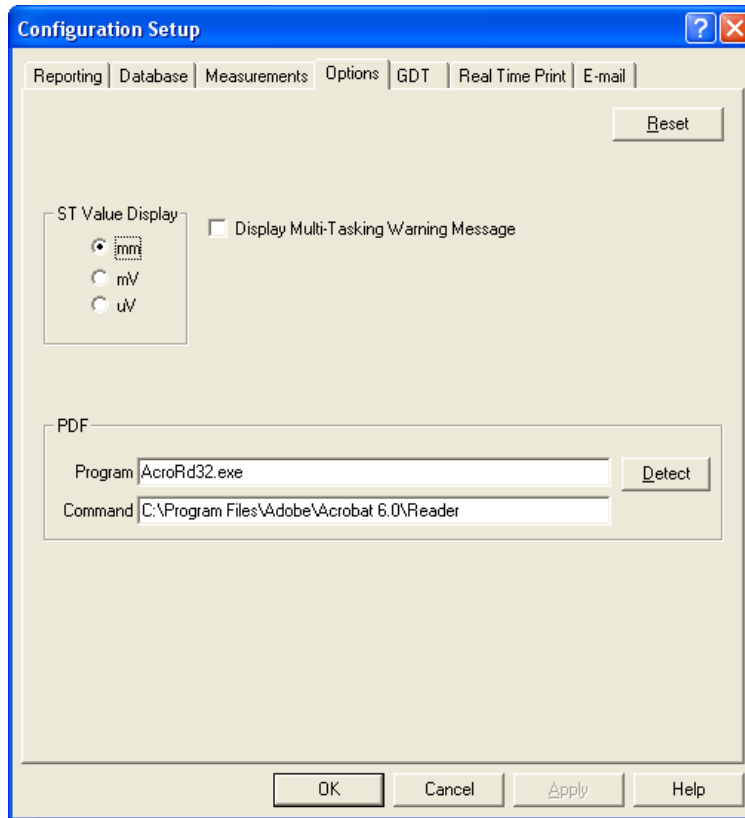 Configuration Setup
Reporting Database Measurements Options GDT Real Time Print E-mail
Reset
ST Value Display
Display Multi-Tasking Warning Message
mm
mV
uV
PDF
Program AcroRd32.exe Detect
Command C:\Program Files\Adobe\Acrobat 6.0\Reader
OK Cancel Apply Help